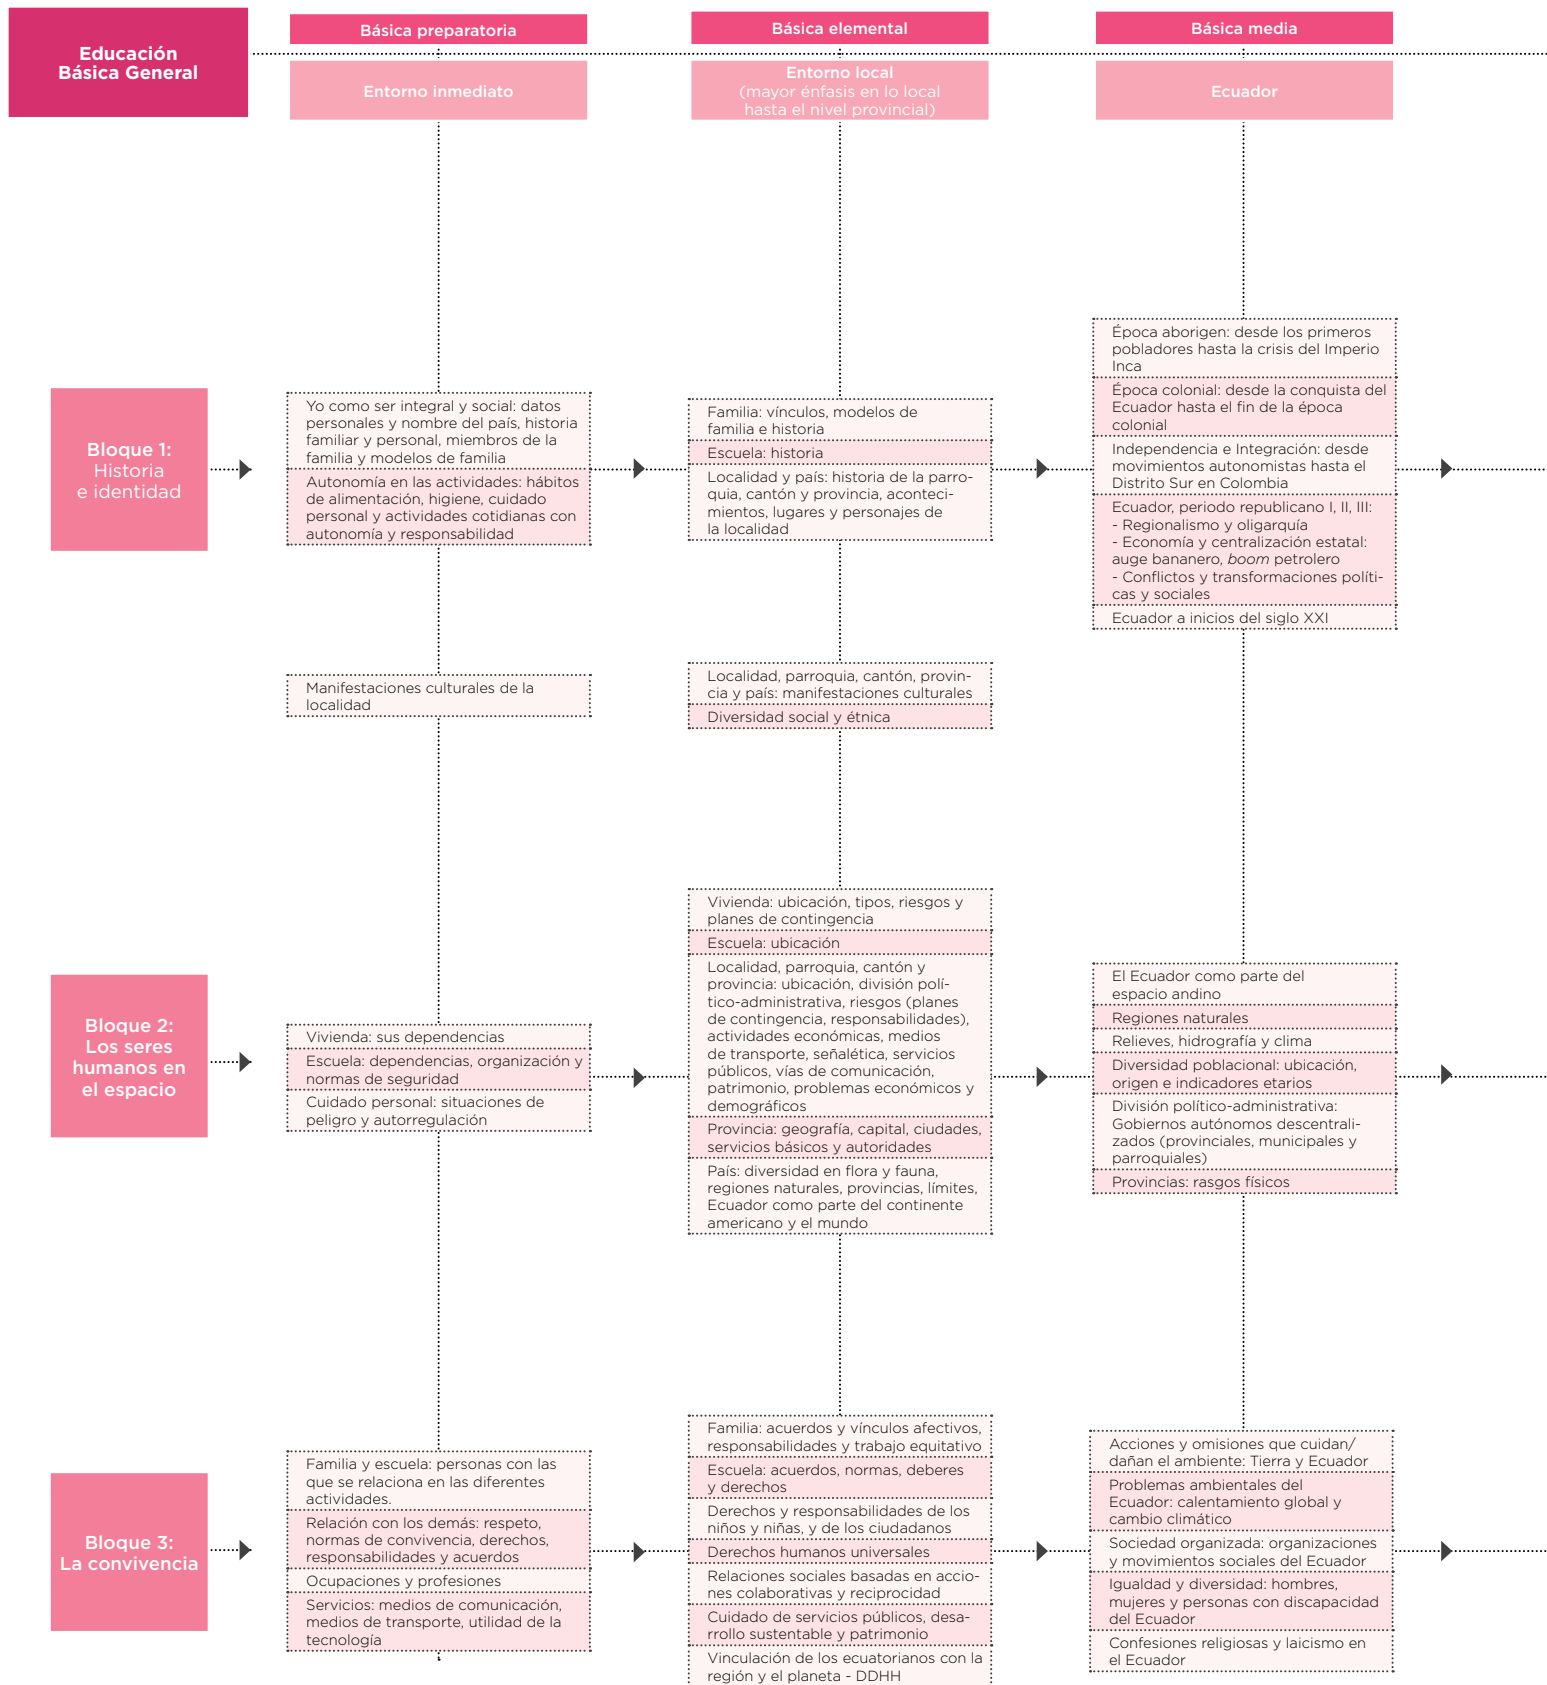 Educación
Básica General
Básica preparatoria
Básica elemental
Básica media
Entorno inmediato
Entorno local
(mayor énfasis en lo local
hasta el nivel provincial)
Ecuador
Bloque 1:
Historia
e identidad
Yo como ser integral y social: datos
personales y nombre del país, historia
familiar y personal, miembros de la
familia y modelos de familia
Autonomía en las actividades: hábitos
de alimentación, higiene, cuidado
personal y actividades cotidianas con
autonomía y responsabilidad
Familia: vínculos, modelos de
familia e historia
Escuela: historia
Localidad y país: historia de la parro-
quia, cantón y provincia, aconteci-
mientos, lugares y personajes de
la localidad
Época aborigen: desde los primeros
pobladores hasta la crisis del Imperio
Inca
Época colonial: desde la conquista del
Ecuador hasta el fin de la época
colonial
Independencia e Integración: desde
movimientos autonomistas hasta el
Distrito Sur en Colombia
Ecuador, periodo republicano I, II, III:
- Regionalismo y oligarquía
- Economía y centralización estatal:
auge bananero, boom petrolero
- Conflictos y transformaciones políti-
cas y sociales
Ecuador a inicios del siglo XXI
Manifestaciones culturales de la
localidad
Localidad, parroquia, cantón, provin-
cia y país: manifestaciones culturales
Diversidad social y étnica
Bloque 2:
Los seres
humanos en
el espacio
Vivienda: sus dependencias
Escuela: dependencias, organización y
normas de seguridad
Cuidado personal: situaciones de
peligro y autorregulación
Vivienda: ubicación, tipos, riesgos y
planes de contingencia
Escuela: ubicación
Localidad, parroquia, cantón y
provincia: ubicación, división polí-
tico-administrativa, riesgos (planes
de contingencia, responsabilidades),
actividades económicas, medios
de transporte, señalética, servicios
públicos, vías de comunicación,
patrimonio, problemas económicos y
demográficos
Provincia: geografía, capital, ciudades,
servicios básicos y autoridades
País: diversidad en flora y fauna,
regiones naturales, provincias, límites,
Ecuador como parte del continente
americano y el mundo
El Ecuador como parte del
espacio andino
Regiones naturales
Relieves, hidrografía y clima
Diversidad poblacional: ubicación,
origen e indicadores etarios
División político-administrativa:
Gobiernos autónomos descentrali-
zados (provinciales, municipales y
parroquiales)
Provincias: rasgos físicos
Bloque 3:
La convivencia
Familia y escuela: personas con las
que se relaciona en las diferentes
actividades.
Relación con los demás: respeto,
normas de convivencia, derechos,
responsabilidades y acuerdos
Ocupaciones y profesiones
Servicios: medios de comunicación,
medios de transporte, utilidad de la
tecnología
Familia: acuerdos y vínculos afectivos,
responsabilidades y trabajo equitativo
Escuela: acuerdos, normas, deberes
y derechos
Derechos y responsabilidades de los
niños y niñas, y de los ciudadanos
Derechos humanos universales
Relaciones sociales basadas en accio-
nes colaborativas y reciprocidad
Cuidado de servicios públicos, desa-
rrollo sustentable y patrimonio
Vinculación de los ecuatorianos con la
región y el planeta - DDHH
Acciones y omisiones que cuidan/
dañan el ambiente: Tierra y Ecuador
Problemas ambientales del
Ecuador: calentamiento global y
cambio climático
Sociedad organizada: organizaciones
y movimientos sociales del Ecuador
Igualdad y diversidad: hombres,
mujeres y personas con discapacidad
del Ecuador
Confesiones religiosas y laicismo en
el Ecuador